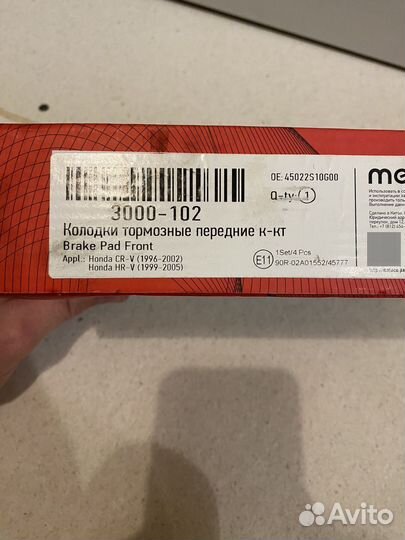 OE: 45022S10G00
Q-ty 1
3000-102
Колодки тормозные передние к-кт
Brake Pad Front
Appl.: Honda CR-V (1996-2002)
Honda HR-V (1999-2005)
E11
1Set/4 Pcs
90R-02A01552/45777
Использовать в
Avito